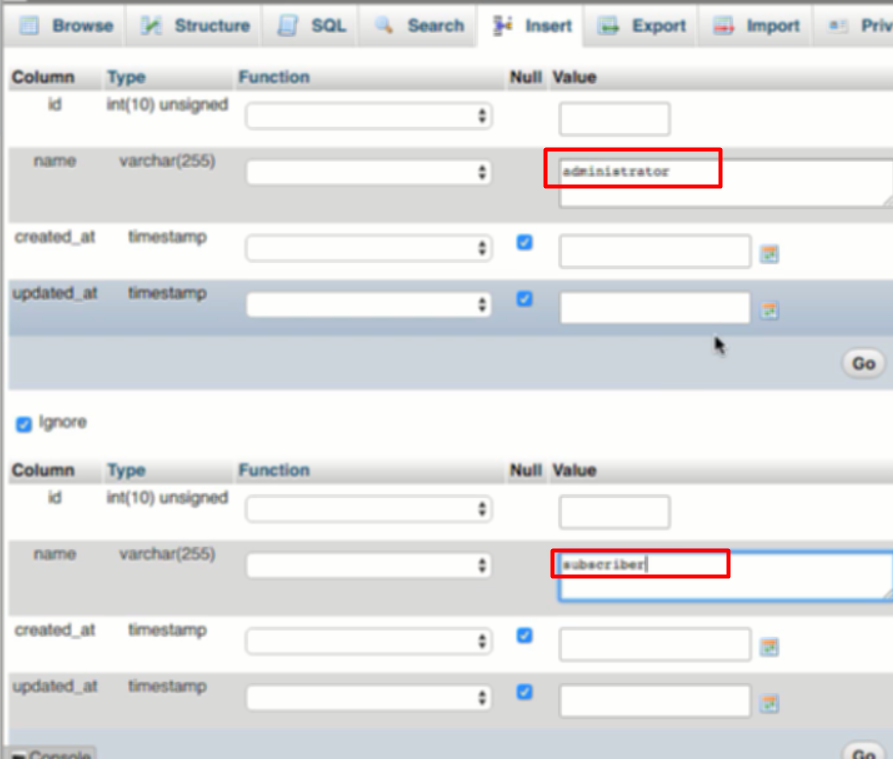 Browse Structure SQL Search Insert Export Import Priv
Column Type Function Null Value
id int(10) unsigned
name varchar(255) administrator
created_at timestamp
updated_at timestamp
Go
Ignore
Column Type Function Null Value
id int(10) unsigned
name varchar(255) subscriber
created_at timestamp
updated_at timestamp
Console Go